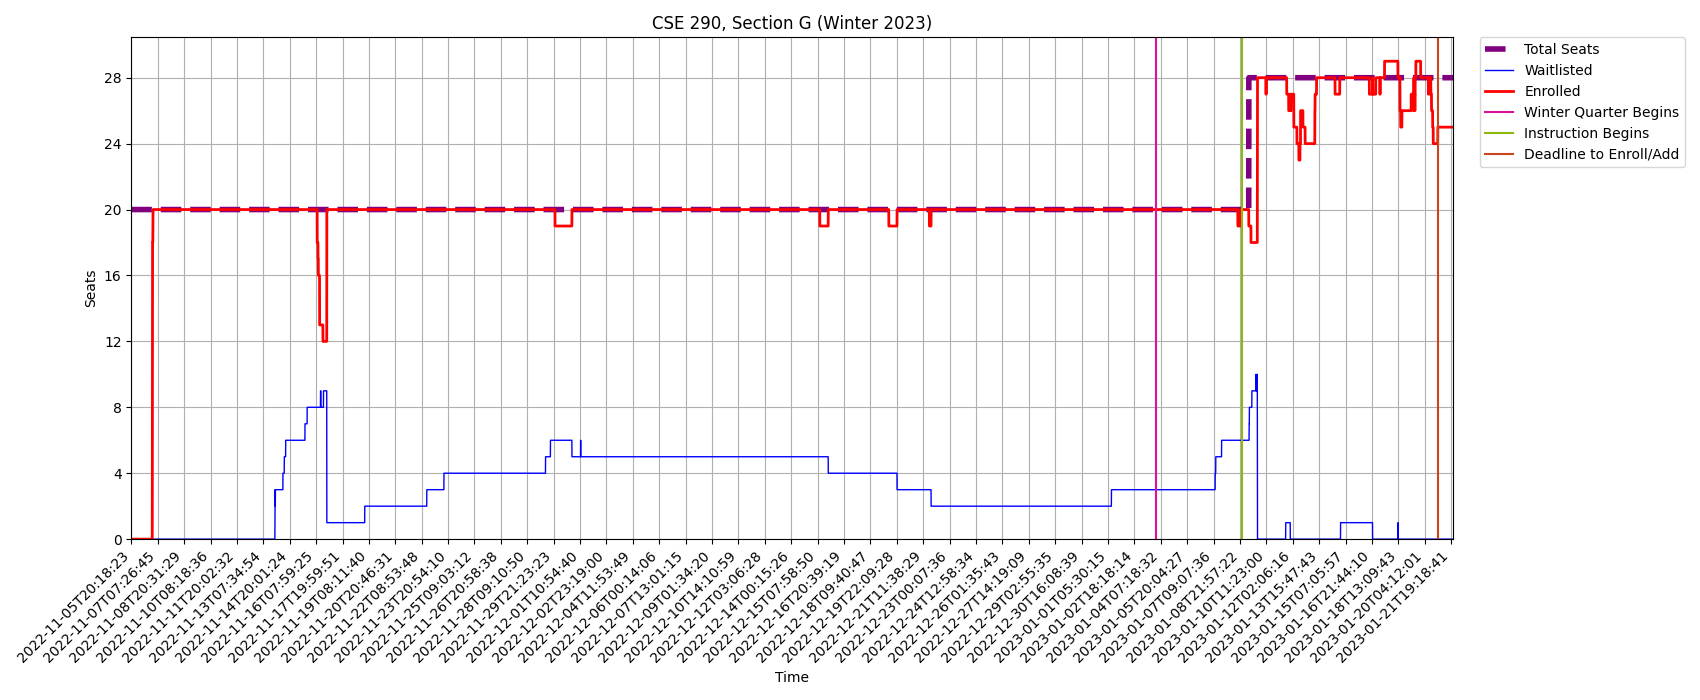 CSE 290, Section G (Winter 2023)
Total Seats
Waitlisted
Enrolled
Winter Quarter Begins
Instruction Begins
Deadline to Enroll/Add
Seats
28
24
20
16
12
8
4
0
2022-11-05T20:18:23
2022-11-07T07:26:45
2022-11-08T20:31:29
2022-11-10T08:18:36
2022-11-11T20:02:32
2022-11-13T07:34:54
2022-11-14T20:01:24
2022-11-16T07:59:25
2022-11-17T19:59:51
2022-11-19T08:11:40
2022-11-20T20:46:31
2022-11-22T08:53:48
2022-11-23T20:54:10
2022-11-25T09:03:12
2022-11-26T20:58:38
2022-11-28T09:10:50
2022-11-29T21:23:23
2022-12-01T10:54:40
2022-12-02T23:19:00
2022-12-04T11:53:49
2022-12-06T00:14:06
2022-12-07T13:01:15
2022-12-09T01:34:20
2022-12-10T14:10:59
2022-12-12T03:06:28
2022-12-14T00:15:26
2022-12-15T07:58:50
2022-12-16T20:39:19
2022-12-18T09:40:47
2022-12-19T22:09:28
2022-12-21T11:38:29
2022-12-23T00:07:36
2022-12-24T12:58:34
2022-12-26T01:35:43
2022-12-27T14:19:09
2022-12-29T02:55:35
2022-12-30T16:08:39
2023-01-01T05:30:15
2023-01-02T18:18:14
2023-01-04T07:18:32
2023-01-05T20:04:27
2023-01-07T09:07:36
2023-01-08T21:57:22
2023-01-10T11:23:00
2023-01-12T02:06:16
2023-01-13T15:47:43
2023-01-15T07:05:57
2023-01-16T21:44:10
2023-01-18T13:09:43
2023-01-20T04:12:01
2023-01-21T19:18:41
Time